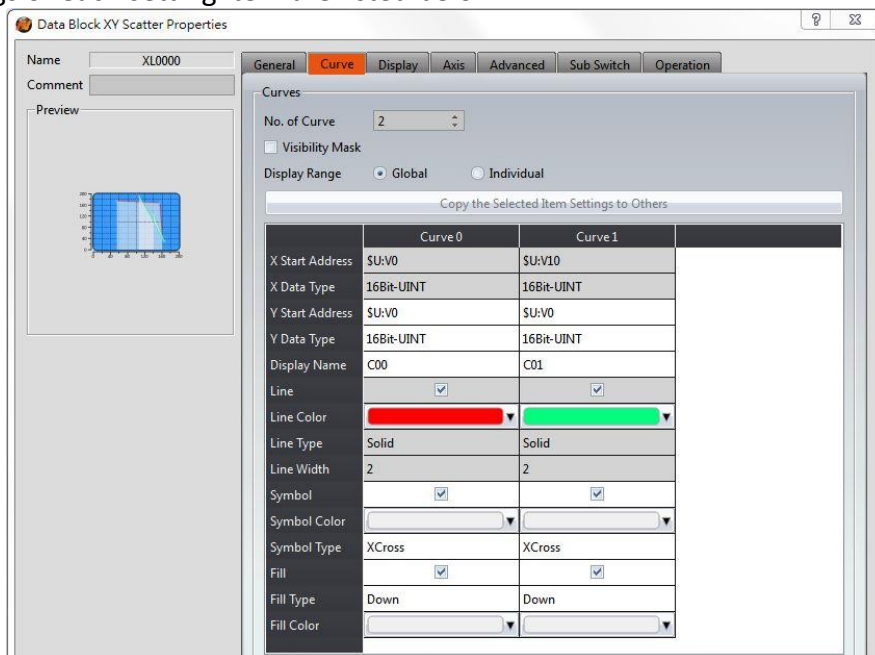 Data Block XY Scatter Properties
Name XL0000
Comment
Preview
General Curve Display Axis Advanced Sub Switch Operation
Curves
No. of Curve 2
Visibility Mask
Display Range Global Individual
Copy the Selected Item Settings to Others
Curve 0 Curve 1
X Start Address $U:V0 $U:V10
X Data Type 16Bit-UINT 16Bit-UINT
Y Start Address $U:V0 $U:V0
Y Data Type 16Bit-UINT 16Bit-UINT
Display Name C00 C01
Line
Line Color
Line Type Solid Solid
Line Width 2 2
Symbol
Symbol Color
Symbol Type XCross XCross
Fill
Fill Type Down Down
Fill Color